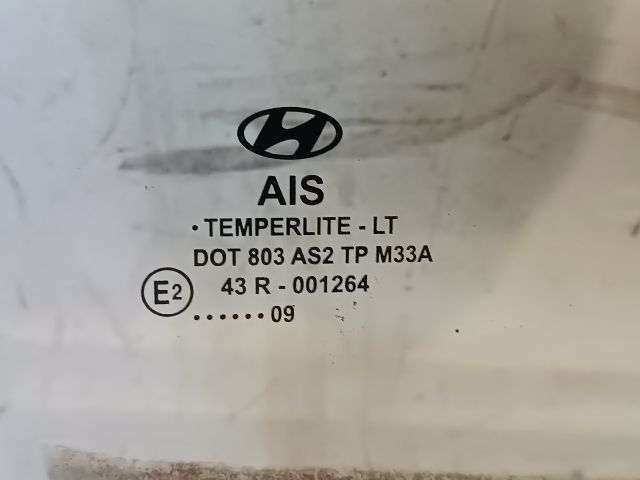 AIS
• TEMPERLITE - LT
DOT 803 AS2 TP M33A
E2
43 R - 001264
• • • • • • 09